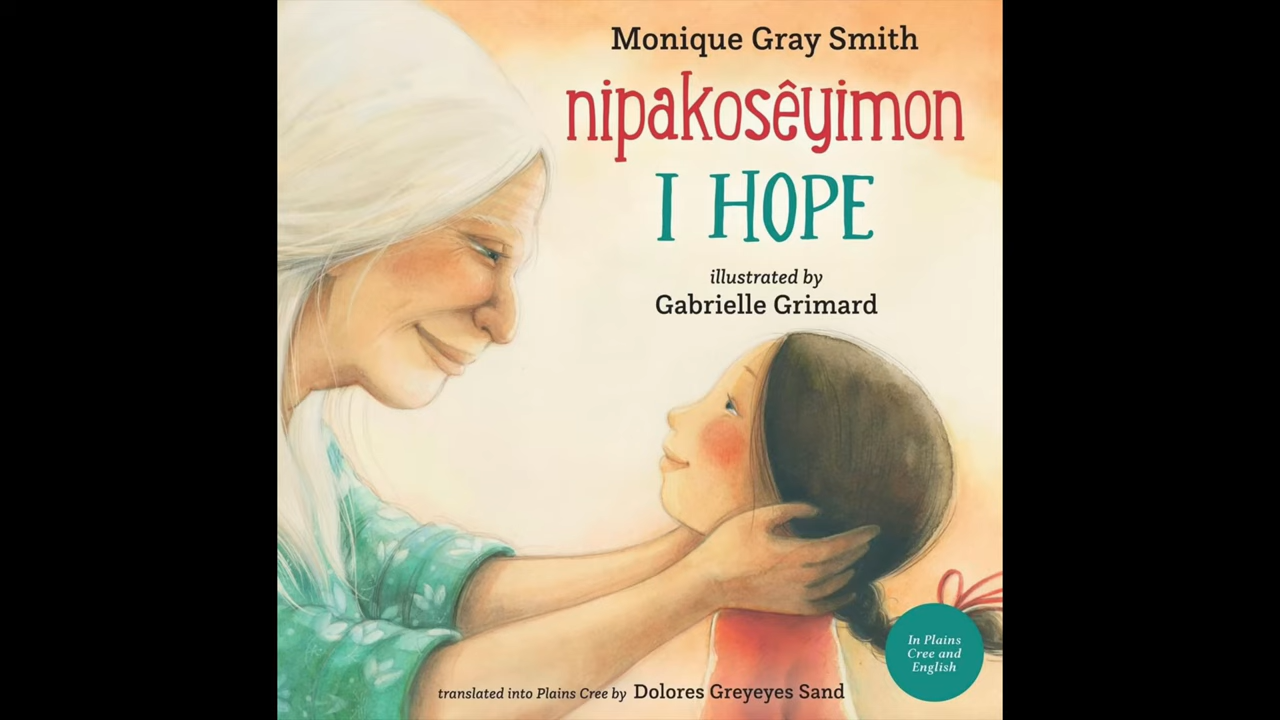 Monique Gray Smith
nipakosêyimon
I HOPE
illustrated by
Gabrielle Grimard
In Plains
Cree and
English
translated into Plains Cree by Dolores Greyeyes Sand